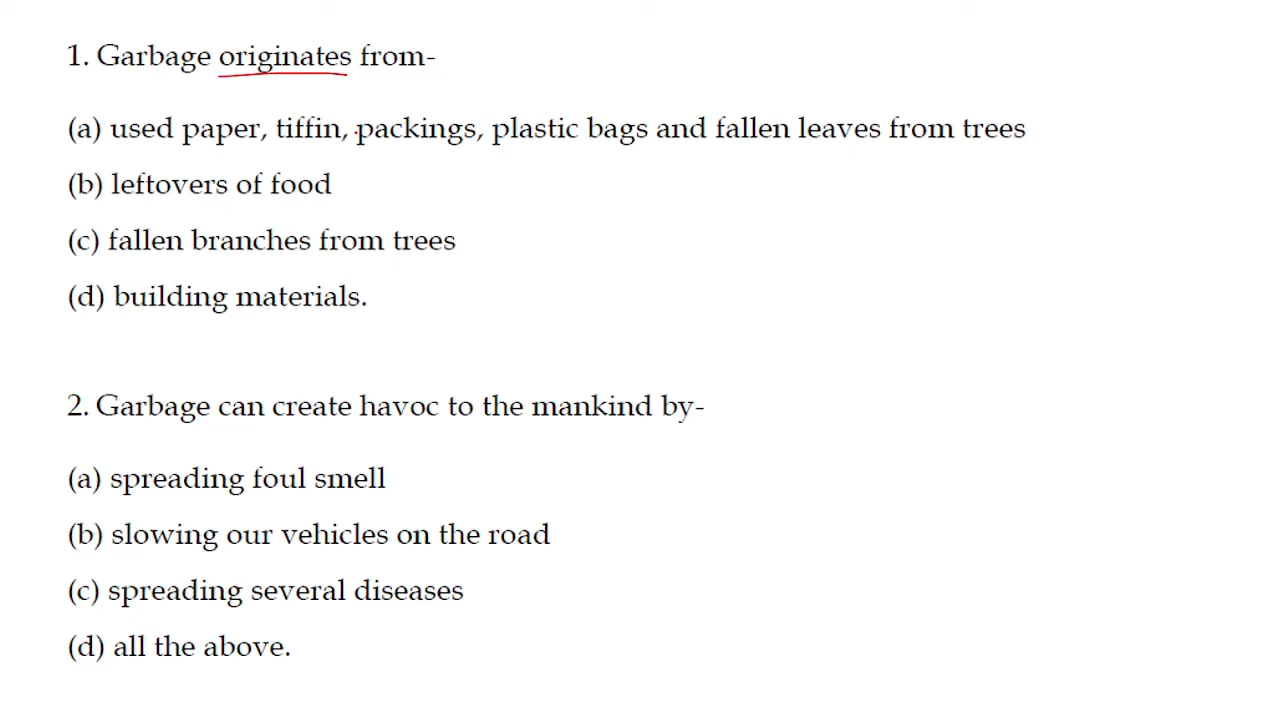 1. Garbage originates from-
(a) used paper, tiffin, packings, plastic bags and fallen leaves from trees
(b) leftovers of food
(c) fallen branches from trees
(d) building materials.
2. Garbage can create havoc to the mankind by-
(a) spreading foul smell
(b) slowing our vehicles on the road
(c) spreading several diseases
(d) all the above.